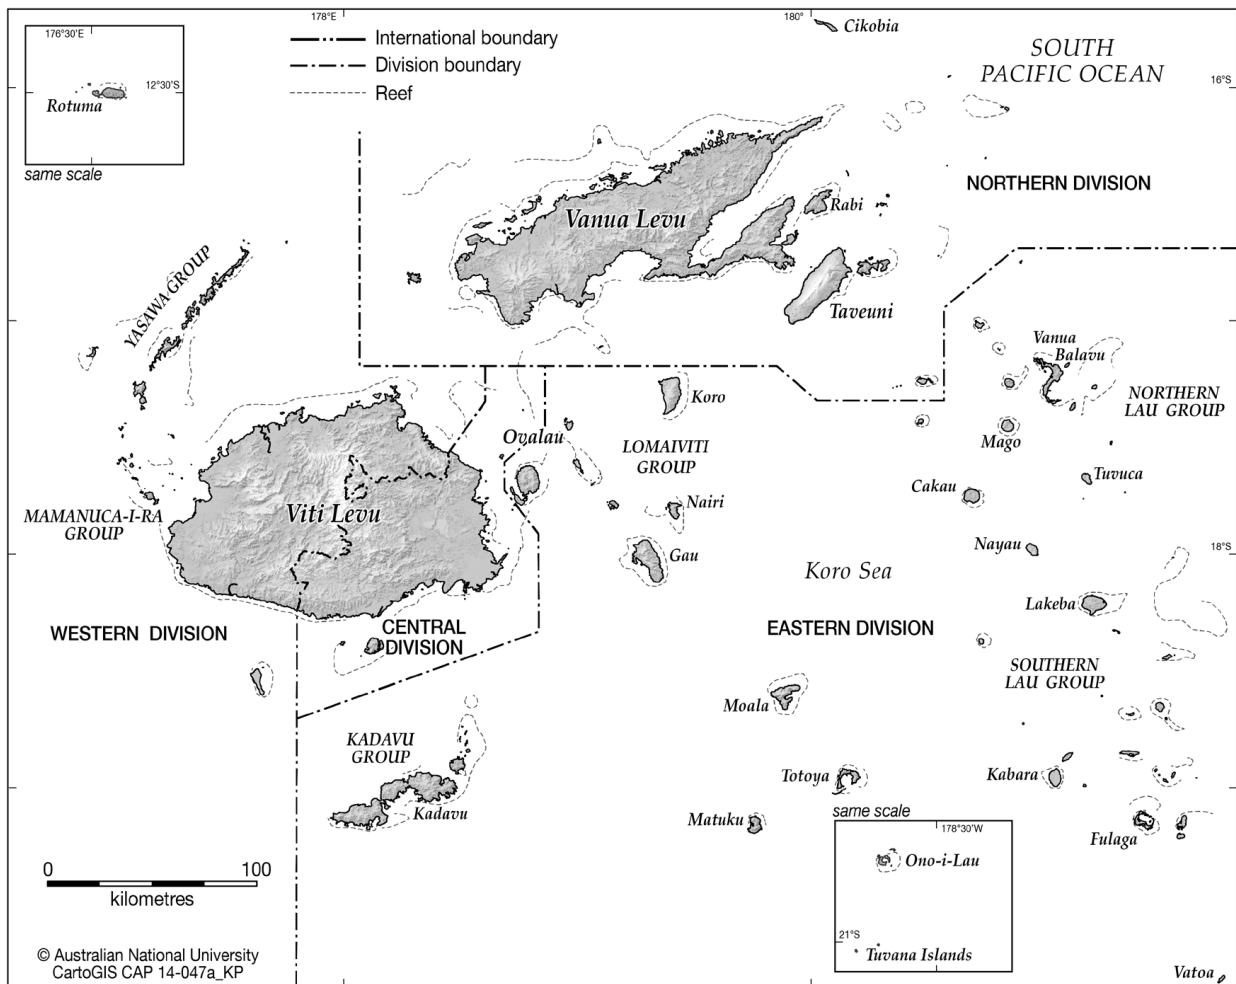 178°E
180°
176°30'E
12°30'S
Rotuma
same scale
International boundary
Division boundary
Reef
Cikobia
SOUTH
PACIFIC OCEAN
16°S
NORTHERN DIVISION
Vanua Levu
Rabi
Taveuni
YASAWA GROUP
Vanua
Balavu
NORTHERN
LAU GROUP
Koro
Ovalau
LOMAIVITI
GROUP
Mago
Tuvuca
Cakau
Nairi
Viti Levu
MAMANUCA-I-RA
GROUP
Gau
Nayau
18°S
Koro Sea
Lakeba
WESTERN DIVISION
CENTRAL
DIVISION
EASTERN DIVISION
SOUTHERN
LAU GROUP
Moala
KADAVU
GROUP
Totoya
Kabara
Kadavu
Matuku
Fulaga
same scale
178°30'W
Ono-i-Lau
21°S
Tuvana Islands
Vatoa
0 100
kilometres
© Australian National University
CartoGIS CAP 14-047a_KP